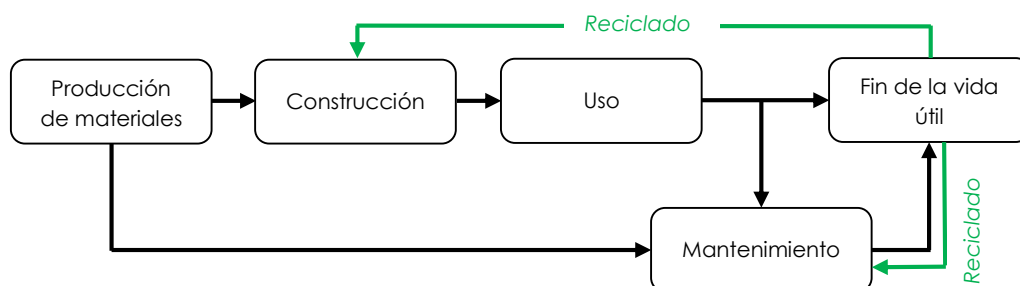 Reciclado
Producción
de materiales
Construcción
Uso
Fin de la vida
útil
Mantenimiento
Reciclado